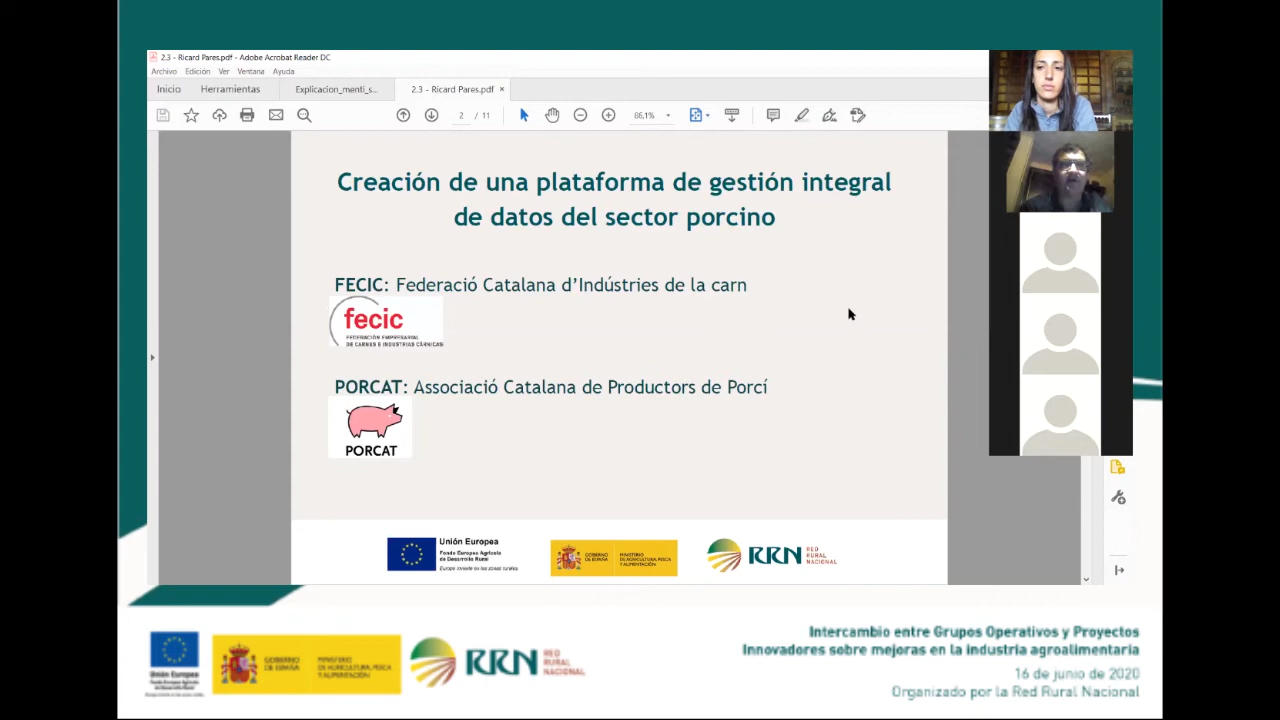 2.3 - Ricard Pares.pdf - Adobe Acrobat Reader DC
Archivo Edición Ver Ventana Ayuda
Inicio Herramientas Explicacion_menti_s... 2.3 - Ricard Pares.pdf ×
2 / 11 86,1%
Creación de una plataforma de gestión integral
de datos del sector porcino
FECIC: Federació Catalana d'Indústries de la carn
fecic
FEDERACIÓN EMPRESARIAL
DE CARNES E INDUSTRIAS CÁRNICAS
PORCAT: Associació Catalana de Productors de Porcí
PORCAT
Unión Europea
Fondo Europeo Agrícola
de Desarrollo Rural
Europa invierte en las zonas rurales
GOBIERNO
DE ESPAÑA
MINISTERIO
DE AGRICULTURA, PESCA
Y ALIMENTACIÓN
RRN
RED
RURAL
NACIONAL
Unión Europea
GOBIERNO
DE ESPAÑA
MINISTERIO
DE AGRICULTURA, PESCA
Y ALIMENTACIÓN
RRN
RED
RURAL
NACIONAL
Intercambio entre Grupos Operativos y Proyectos
Innovadores sobre mejoras en la industria agroalimentaria
16 de junio de 2020
Organizado por la Red Rural Nacional